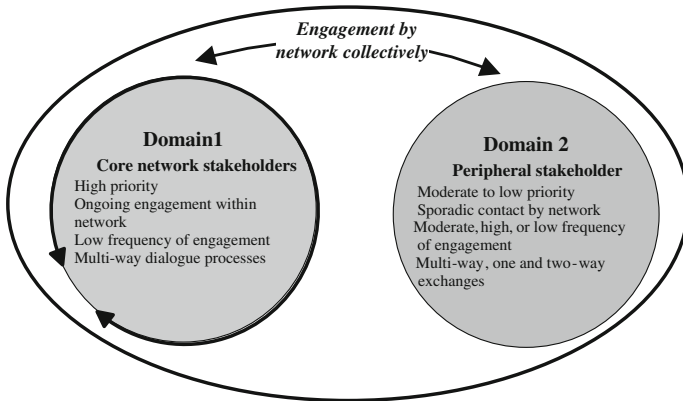 Engagement by
network collectively
Domain1
Core network stakeholders
High priority
Ongoing engagement within
network
Low frequency of engagement
Multi-way dialogue processes
Domain 2
Peripheral stakeholder
Moderate to low priority
Sporadic contact by network
Moderate, high, or low frequency
of engagement
Multi-way, one and two-way
exchanges